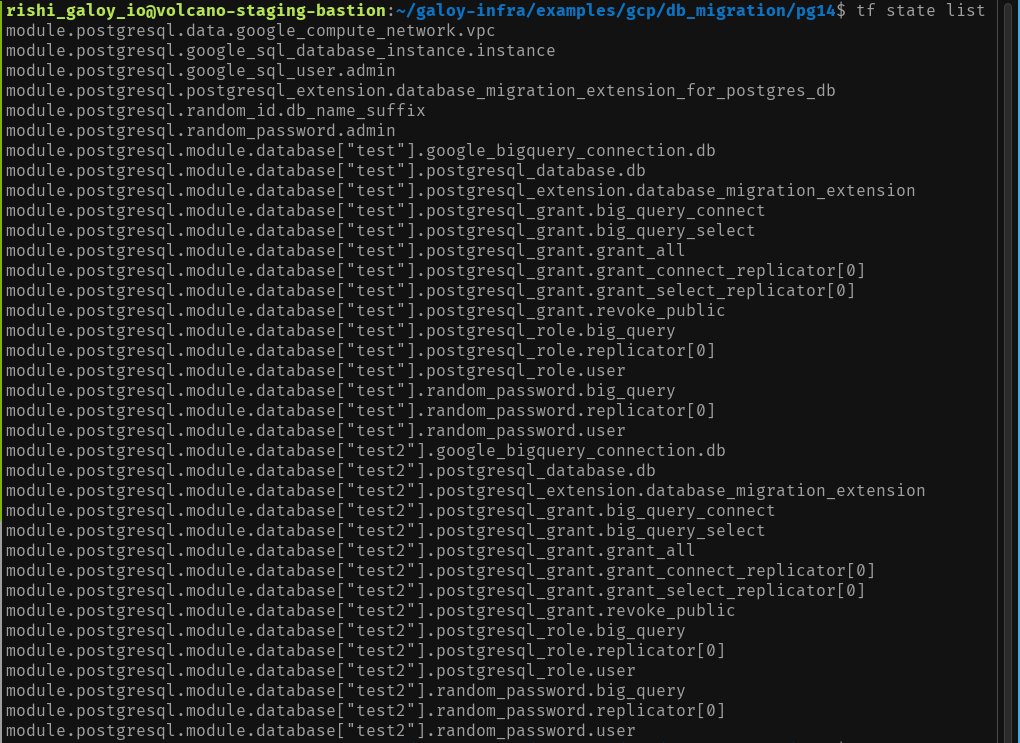 rishi_galoy_io@volcano-staging-bastion:~/galoy-infra/examples/gcp/db_migration/pg14$ tf state list
module.postgresql.data.google_compute_network.vpc
module.postgresql.google_sql_database_instance.instance
module.postgresql.google_sql_user.admin
module.postgresql.postgresql_extension.database_migration_extension_for_postgres_db
module.postgresql.random_id.db_name_suffix
module.postgresql.random_password.admin
module.postgresql.module.database["test"].google_bigquery_connection.db
module.postgresql.module.database["test"].postgresql_database.db
module.postgresql.module.database["test"].postgresql_extension.database_migration_extension
module.postgresql.module.database["test"].postgresql_grant.big_query_connect
module.postgresql.module.database["test"].postgresql_grant.big_query_select
module.postgresql.module.database["test"].postgresql_grant.grant_all
module.postgresql.module.database["test"].postgresql_grant.grant_connect_replicator[0]
module.postgresql.module.database["test"].postgresql_grant.grant_select_replicator[0]
module.postgresql.module.database["test"].postgresql_grant.revoke_public
module.postgresql.module.database["test"].postgresql_role.big_query
module.postgresql.module.database["test"].postgresql_role.replicator[0]
module.postgresql.module.database["test"].postgresql_role.user
module.postgresql.module.database["test"].random_password.big_query
module.postgresql.module.database["test"].random_password.replicator[0]
module.postgresql.module.database["test"].random_password.user
module.postgresql.module.database["test2"].google_bigquery_connection.db
module.postgresql.module.database["test2"].postgresql_database.db
module.postgresql.module.database["test2"].postgresql_extension.database_migration_extension
module.postgresql.module.database["test2"].postgresql_grant.big_query_connect
module.postgresql.module.database["test2"].postgresql_grant.big_query_select
module.postgresql.module.database["test2"].postgresql_grant.grant_all
module.postgresql.module.database["test2"].postgresql_grant.grant_connect_replicator[0]
module.postgresql.module.database["test2"].postgresql_grant.grant_select_replicator[0]
module.postgresql.module.database["test2"].postgresql_grant.revoke_public
module.postgresql.module.database["test2"].postgresql_role.big_query
module.postgresql.module.database["test2"].postgresql_role.replicator[0]
module.postgresql.module.database["test2"].postgresql_role.user
module.postgresql.module.database["test2"].random_password.big_query
module.postgresql.module.database["test2"].random_password.replicator[0]
module.postgresql.module.database["test2"].random_password.user